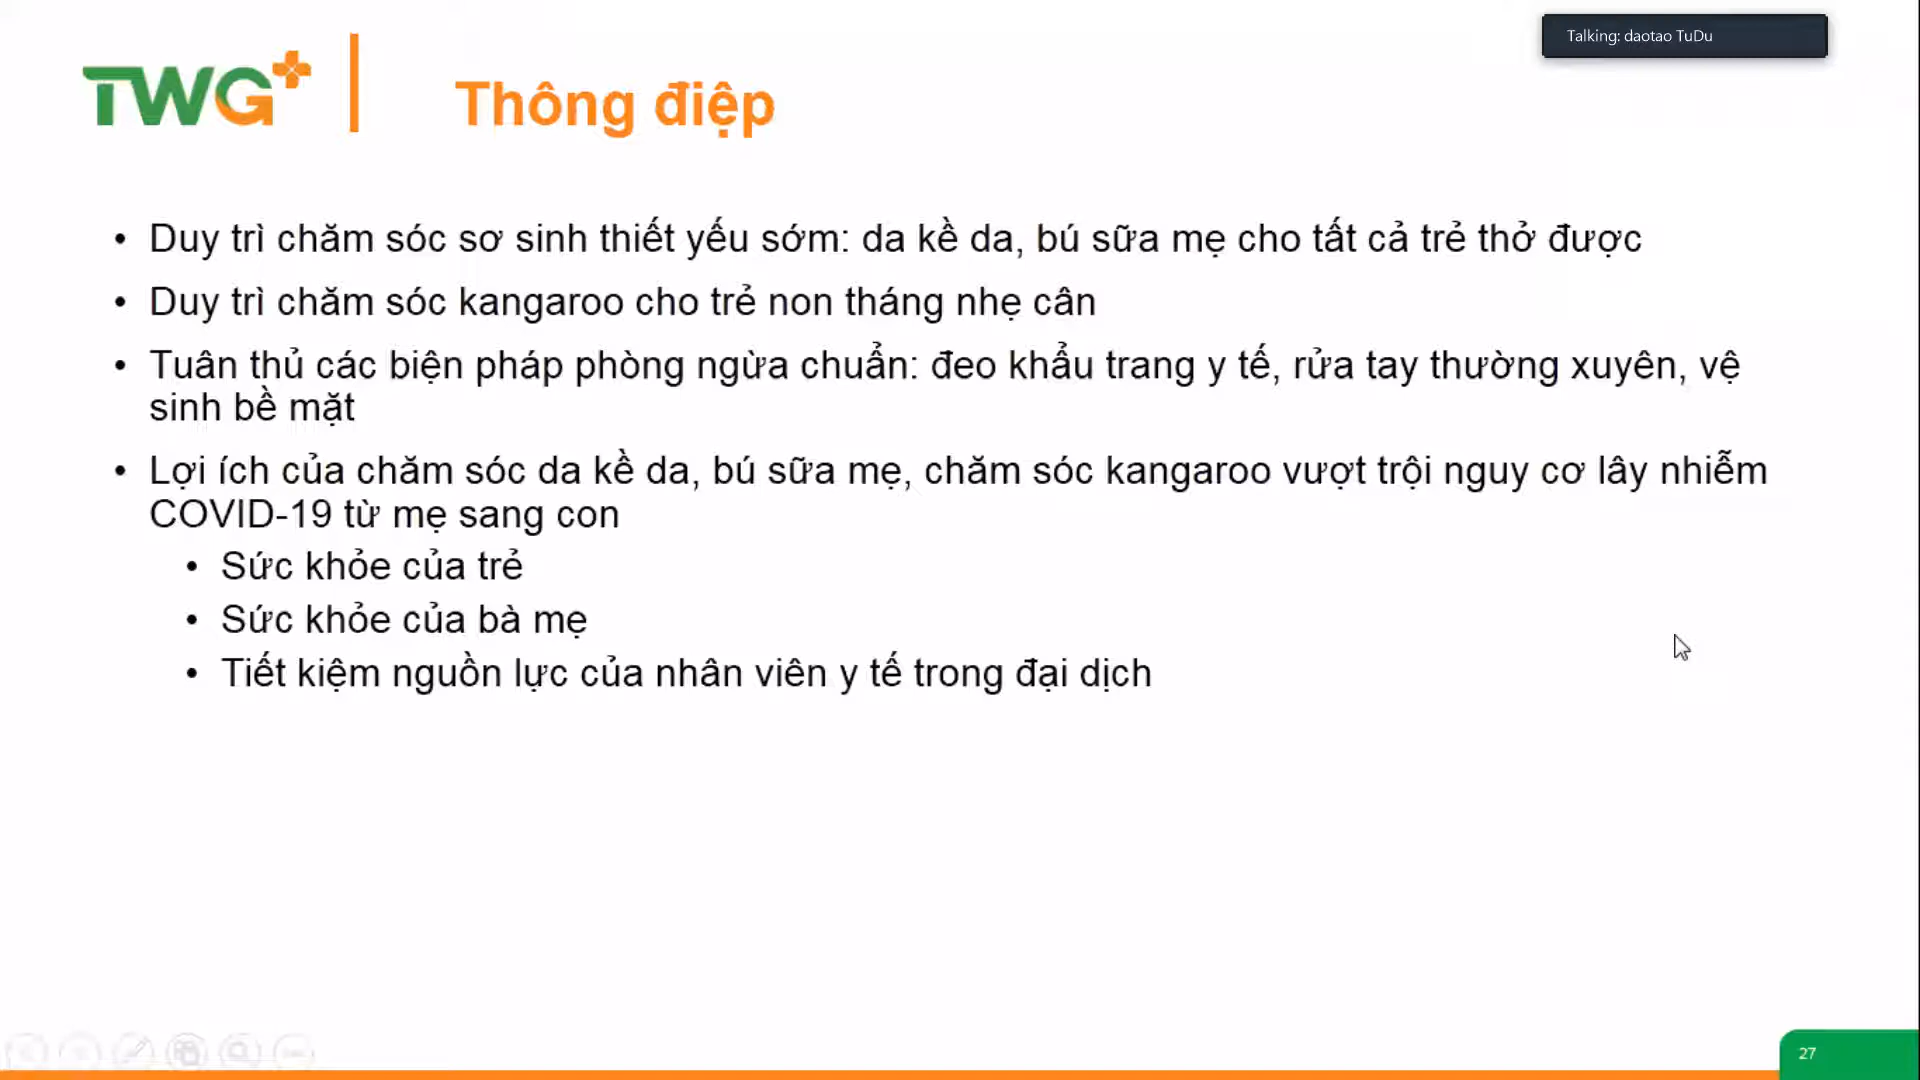 Talking: daotao TuDu
TWG+
Thông điệp
• Duy trì chăm sóc sơ sinh thiết yếu sớm: da kề da, bú sữa mẹ cho tất cả trẻ thở được
• Duy trì chăm sóc kangaroo cho trẻ non tháng nhẹ cân
• Tuân thủ các biện pháp phòng ngừa chuẩn: đeo khẩu trang y tế, rửa tay thường xuyên, vệ
sinh bề mặt
• Lợi ích của chăm sóc da kề da, bú sữa mẹ, chăm sóc kangaroo vượt trội nguy cơ lây nhiễm
COVID-19 từ mẹ sang con
• Sức khỏe của trẻ
• Sức khỏe của bà mẹ
• Tiết kiệm nguồn lực của nhân viên y tế trong đại dịch
27